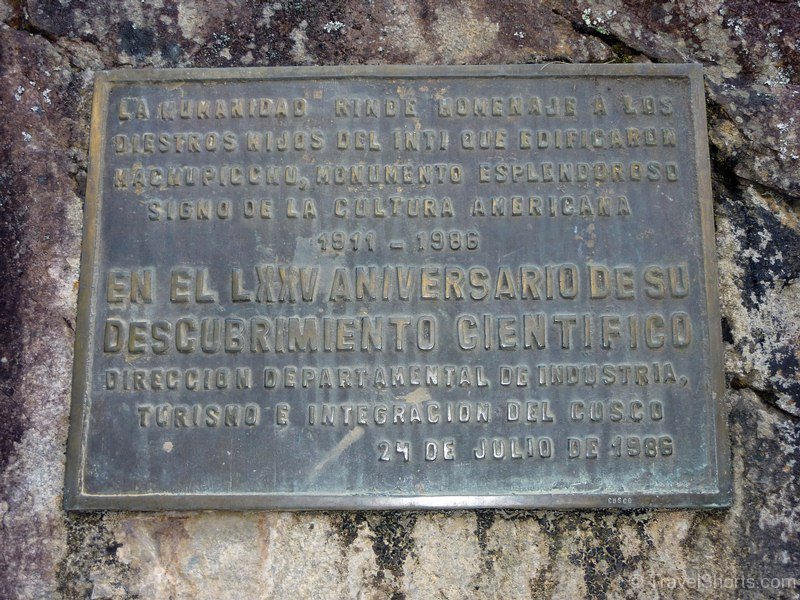 LA HUMANIDAD RINDE HOMENAJE A LOS
DIESTROS HIJOS DEL INTI QUE EDIFICARON
MACHUPICCHU, MONUMENTO ESPLENDOROSO
SIGNO DE LA CULTURA AMERICANA
1911 - 1986
EN EL LXXV ANIVERSARIO DE SU
DESCUBRIMIENTO CIENTIFICO
DIRECCION DEPARTAMENTAL DE INDUSTRIA,
TURISMO E INTEGRACION DEL CUSCO
24 DE JULIO DE 1986
CUSCO
© TravelShorts.com